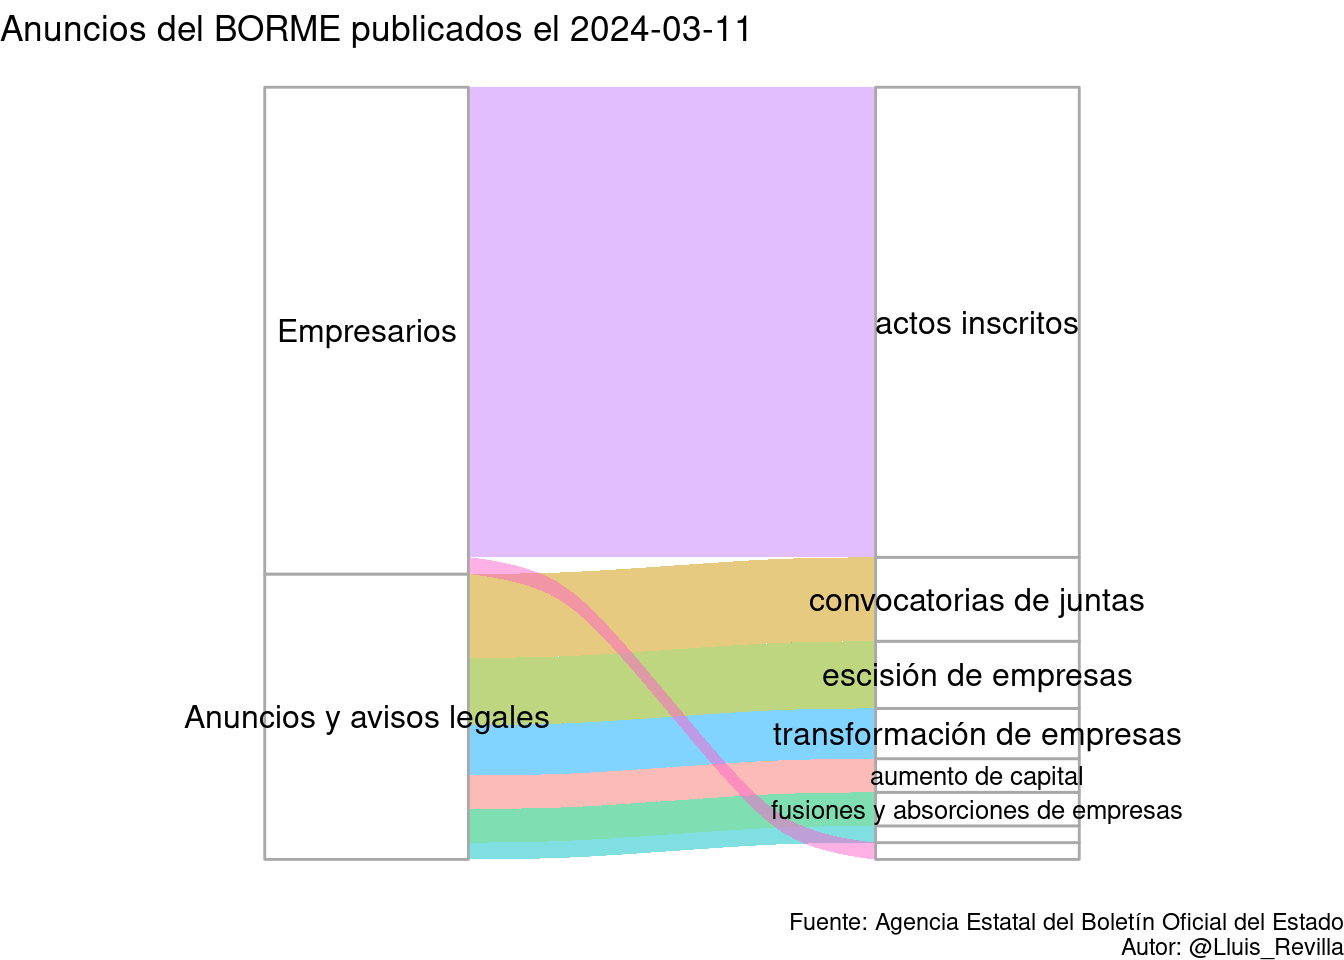 Anuncios del BORME publicados el 2024-03-11
Empresarios
actos inscritos
convocatorias de juntas
escisión de empresas
Anuncios y avisos legales
transformación de empresas
aumento de capital
fusiones y absorciones de empresas
Fuente: Agencia Estatal del Boletín Oficial del Estado
Autor: @Lluis_Revilla